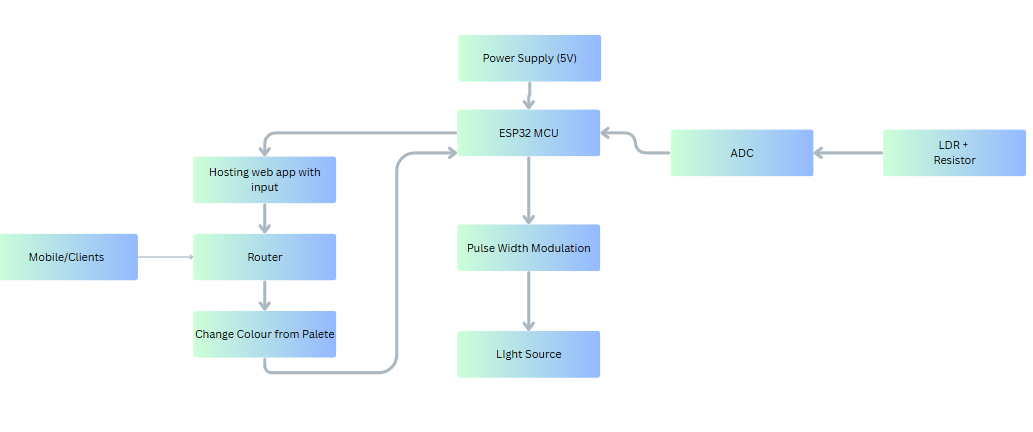 Power Supply (5V)
ESP32 MCU
ADC
LDR +
Resistor
Hosting web app with
input
Mobile/Clients
Router
Pulse Width Modulation
Change Colour from Palete
LIght Source